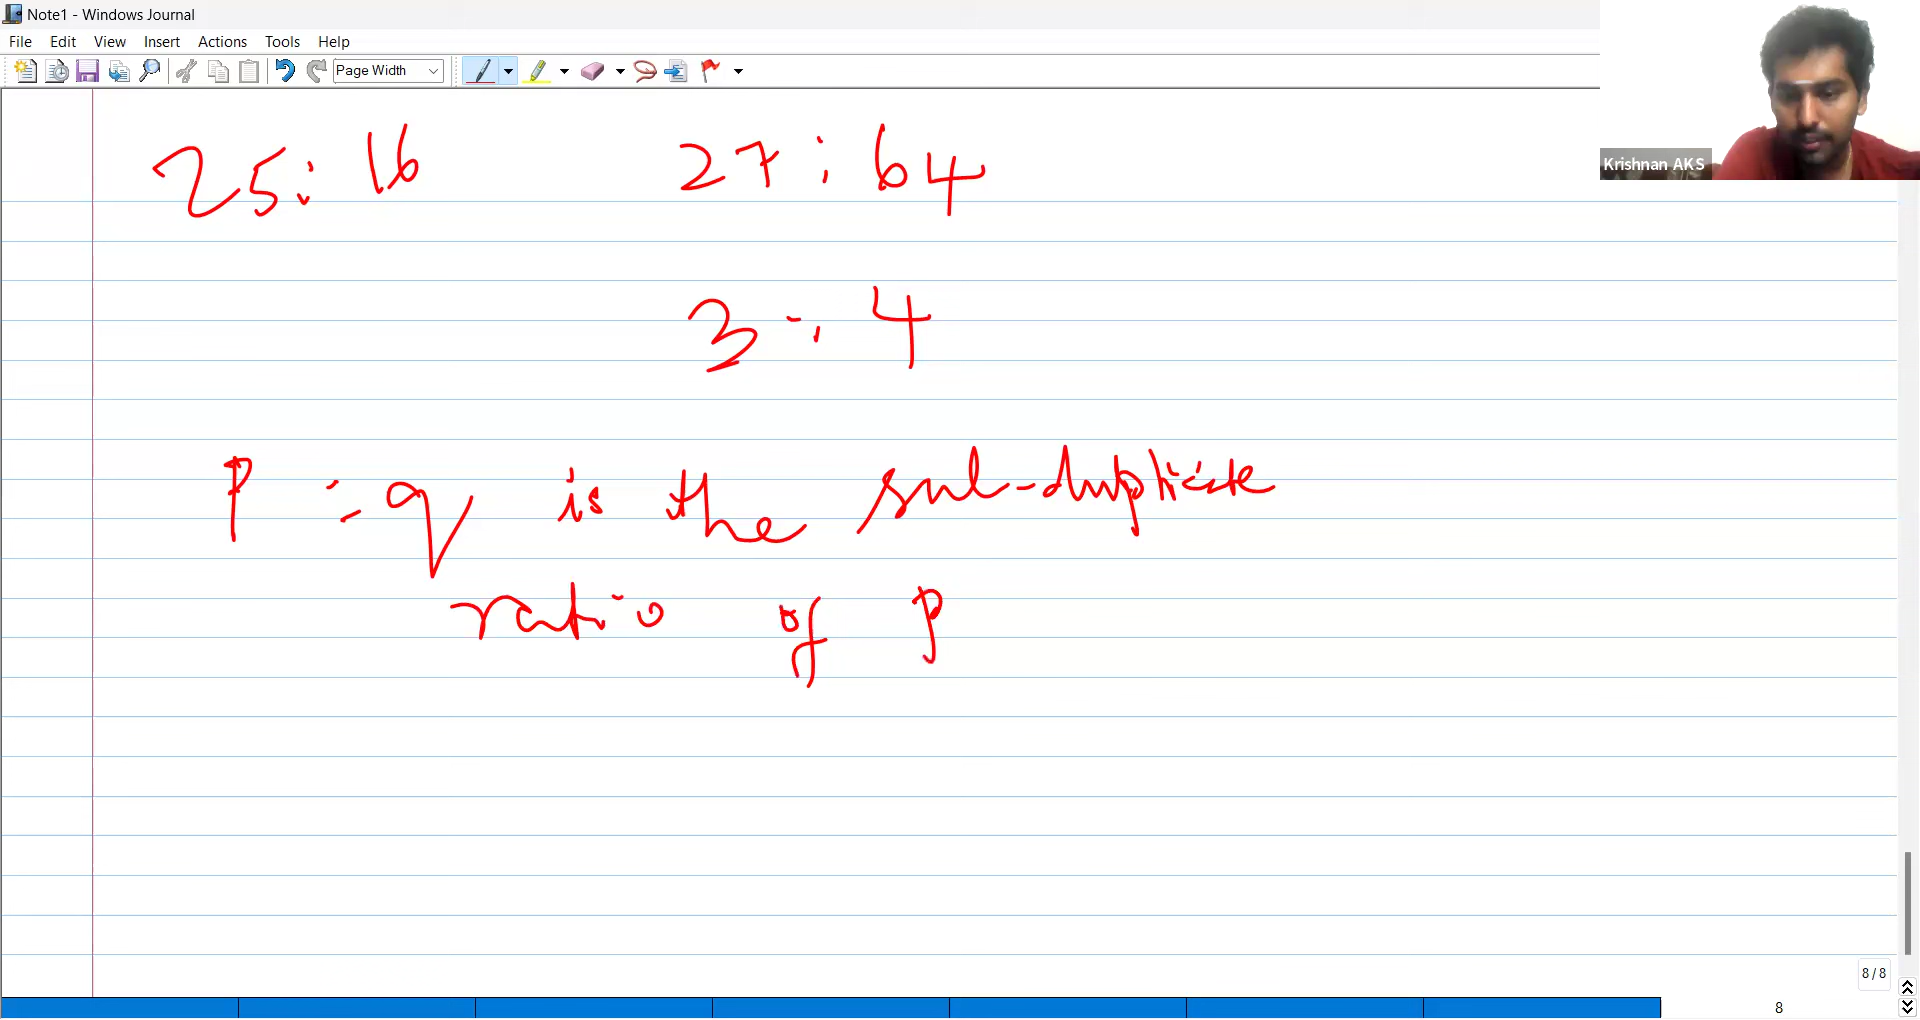 Note1 - Windows Journal
File Edit View Insert Actions Tools Help
Page Width
Krishnan AKS
25 : 16 27 : 64
3 : 4
p : q is the sub-duplicate
ratio of p
8 / 8
8